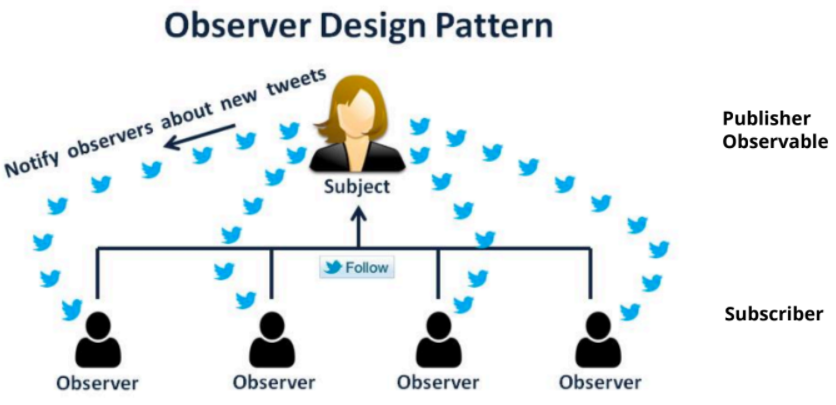 Observer Design Pattern
Notify observers about new tweets
Publisher
Observable
Subject
Follow
Subscriber
Observer
Observer
Observer
Observer